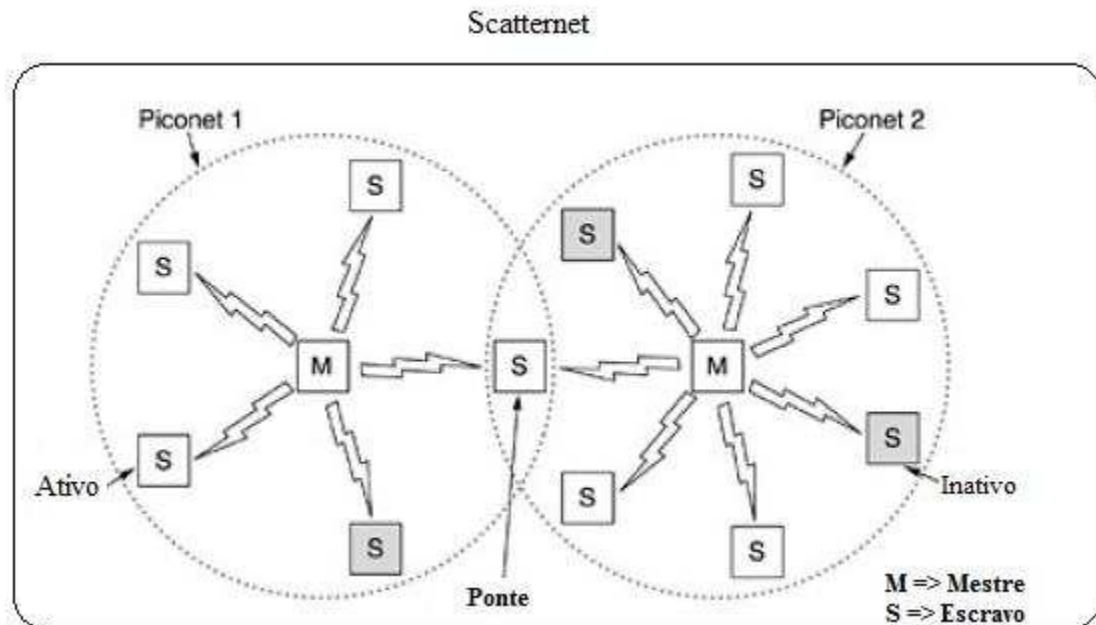 Scatternet
Piconet 1
Piconet 2
S
S
S
S
S
S
M
S
M
S
S
Ativo
Inativo
S
S
S
Ponte
M => Mestre
S => Escravo